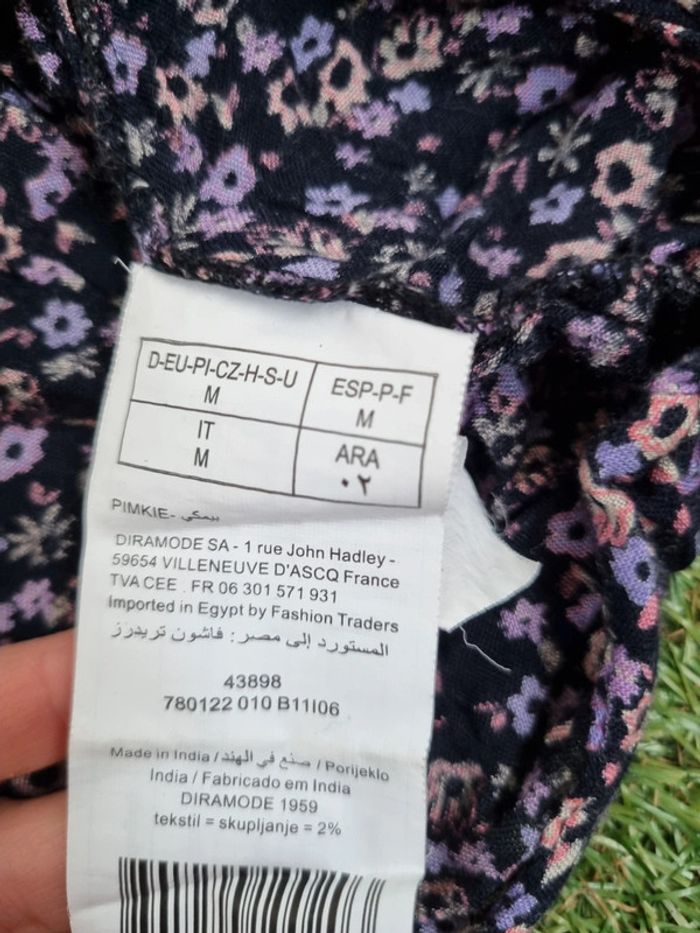 D-EU-PI-CZ-H-S-U
M
ESP-P-F
M
IT
M
ARA
٠٢
PIMKIE- بيمكي
DIRAMODE SA - 1 rue John Hadley -
59654 VILLENEUVE D'ASCQ France
TVA CEE . FR 06 301 571 931
Imported in Egypt by Fashion Traders
المستورد إلى مصر : فاشون تريدرز
43898
780122 010 B11I06
Made in India / صنع في الهند / Porijeklo
India / Fabricado em India
DIRAMODE 1959
tekstil = skupljanje = 2%